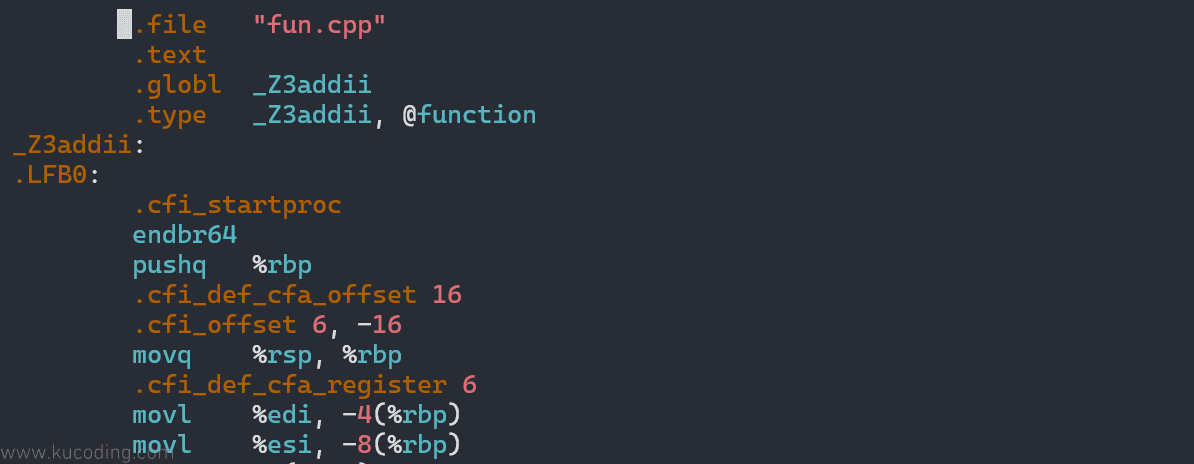 .file "fun.cpp"
.text
.globl _Z3addii
.type _Z3addii, @function
_Z3addii:
.LFB0:
.cfi_startproc
endbr64
pushq %rbp
.cfi_def_cfa_offset 16
.cfi_offset 6, -16
movq %rsp, %rbp
.cfi_def_cfa_register 6
movl %edi, -4(%rbp)
movl %esi, -8(%rbp)
www.kucoding.com